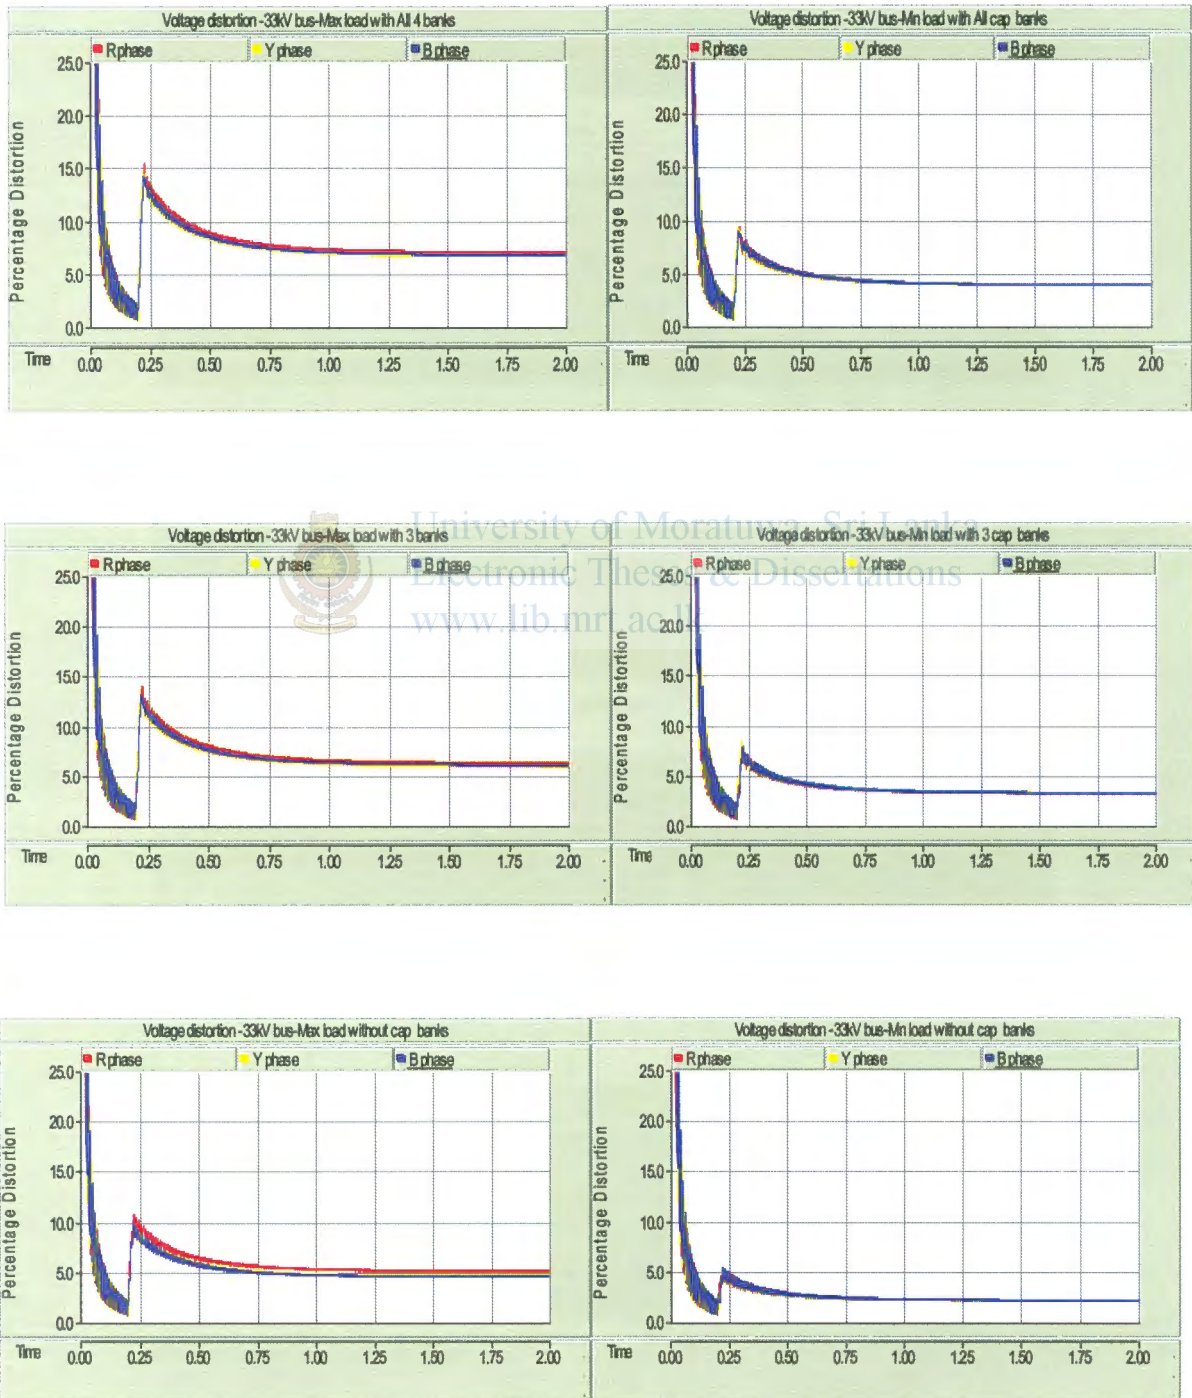 Voltage distortion -33kV bus-Max load with All 4 banks
R phase Y phase B phase
Percentage Distortion
25.0
20.0
15.0
10.0
5.0
0.0
Time 0.00 0.25 0.50 0.75 1.00 1.25 1.50 1.75 2.00
Voltage distortion -33kV bus-Min load with All cap banks
R phase Y phase B phase
Percentage Distortion
25.0
20.0
15.0
10.0
5.0
0.0
Time 0.00 0.25 0.50 0.75 1.00 1.25 1.50 1.75 2.00
University of Moratuwa, Sri Lanka
Electronic Theses & Dissertations
www.lib.mrt.ac.lk
Voltage distortion -33kV bus-Max load with 3 banks
R phase Y phase B phase
Percentage Distortion
25.0
20.0
15.0
10.0
5.0
0.0
Time 0.00 0.25 0.50 0.75 1.00 1.25 1.50 1.75 2.00
Voltage distortion -33kV bus-Min load with 3 cap banks
R phase Y phase B phase
Percentage Distortion
25.0
20.0
15.0
10.0
5.0
0.0
Time 0.00 0.25 0.50 0.75 1.00 1.25 1.50 1.75 2.00
Voltage distortion -33kV bus-Max load without cap banks
R phase Y phase B phase
Percentage Distortion
25.0
20.0
15.0
10.0
5.0
0.0
Time 0.00 0.25 0.50 0.75 1.00 1.25 1.50 1.75 2.00
Voltage distortion -33kV bus-Min load without cap banks
R phase Y phase B phase
Percentage Distortion
25.0
20.0
15.0
10.0
5.0
0.0
Time 0.00 0.25 0.50 0.75 1.00 1.25 1.50 1.75 2.00